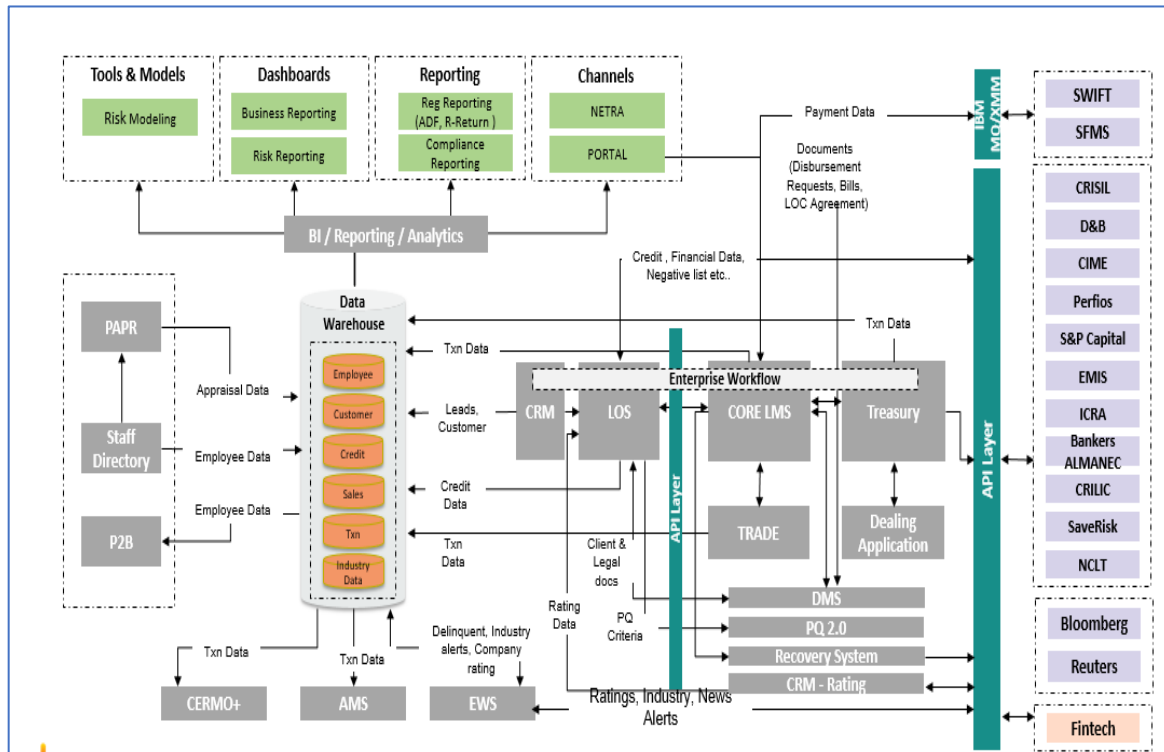 Tools & Models
Risk Modeling
Dashboards
Business Reporting
Risk Reporting
Reporting
Reg Reporting
(ADF, R-Return )
Compliance
Reporting
Channels
NETRA
PORTAL
BI / Reporting / Analytics
Payment Data
Documents
(Disbursement
Requests, Bills,
LOC Agreement)
Credit , Financial Data,
Negative list etc..
IBM
MQ/XMM
SWIFT
SFMS
API Layer
CRISIL
D&B
CIME
Perfios
S&P Capital
EMIS
ICRA
Bankers
ALMANEC
CRILIC
SaveRisk
NCLT
Bloomberg
Reuters
Fintech
PAPR
Staff
Directory
P2B
Appraisal Data
Employee Data
Employee Data
Data
Warehouse
Employee
Customer
Credit
Sales
Txn
Industry
Data
Txn Data
Txn Data
Leads,
Customer
Credit
Data
Txn
Data
Enterprise Workflow
CRM
LOS
CORE LMS
Treasury
API Layer
TRADE
Dealing
Application
Client &
Legal
docs
Rating
Data
PQ
Criteria
DMS
PQ 2.0
Recovery System
CRM - Rating
Txn Data
Txn Data
Delinquent, Industry
alerts, Company
rating
CERMO+
AMS
EWS
Ratings, Industry, News
Alerts